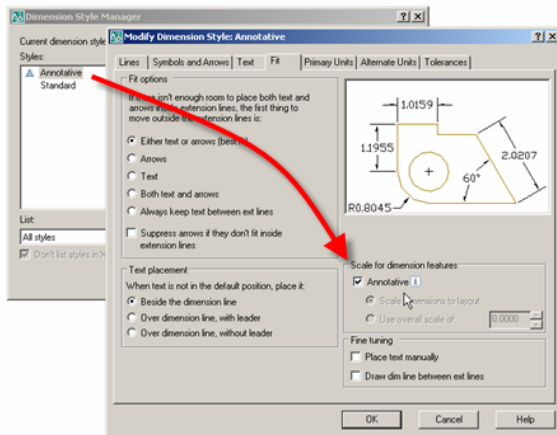 Dimension Style Manager
Current dimension style
Styles:
Annotative
Standard
List:
All styles
Don't list styles in X
Modify Dimension Style: Annotative
Lines
Symbols and Arrows
Text
Fit
Primary Units
Alternate Units
Tolerances
Fit options
If there isn't enough room to place both text and
arrows inside extension lines, the first thing to
move outside the extension lines is:
Either text or arrows (best fit)
Arrows
Text
Both text and arrows
Always keep text between ext lines
Suppress arrows if they don't fit inside
extension lines
Text placement
When text is not in the default position, place it:
Beside the dimension line
Over dimension line, with leader
Over dimension line, without leader
1.0159
1.1955
2.0207
60°
R0.8045
Scale for dimension features
Annotative
Scale dimensions to layout
Use overall scale of:
0.0000
Fine tuning
Place text manually
Draw dim line between ext lines
OK
Cancel
Help